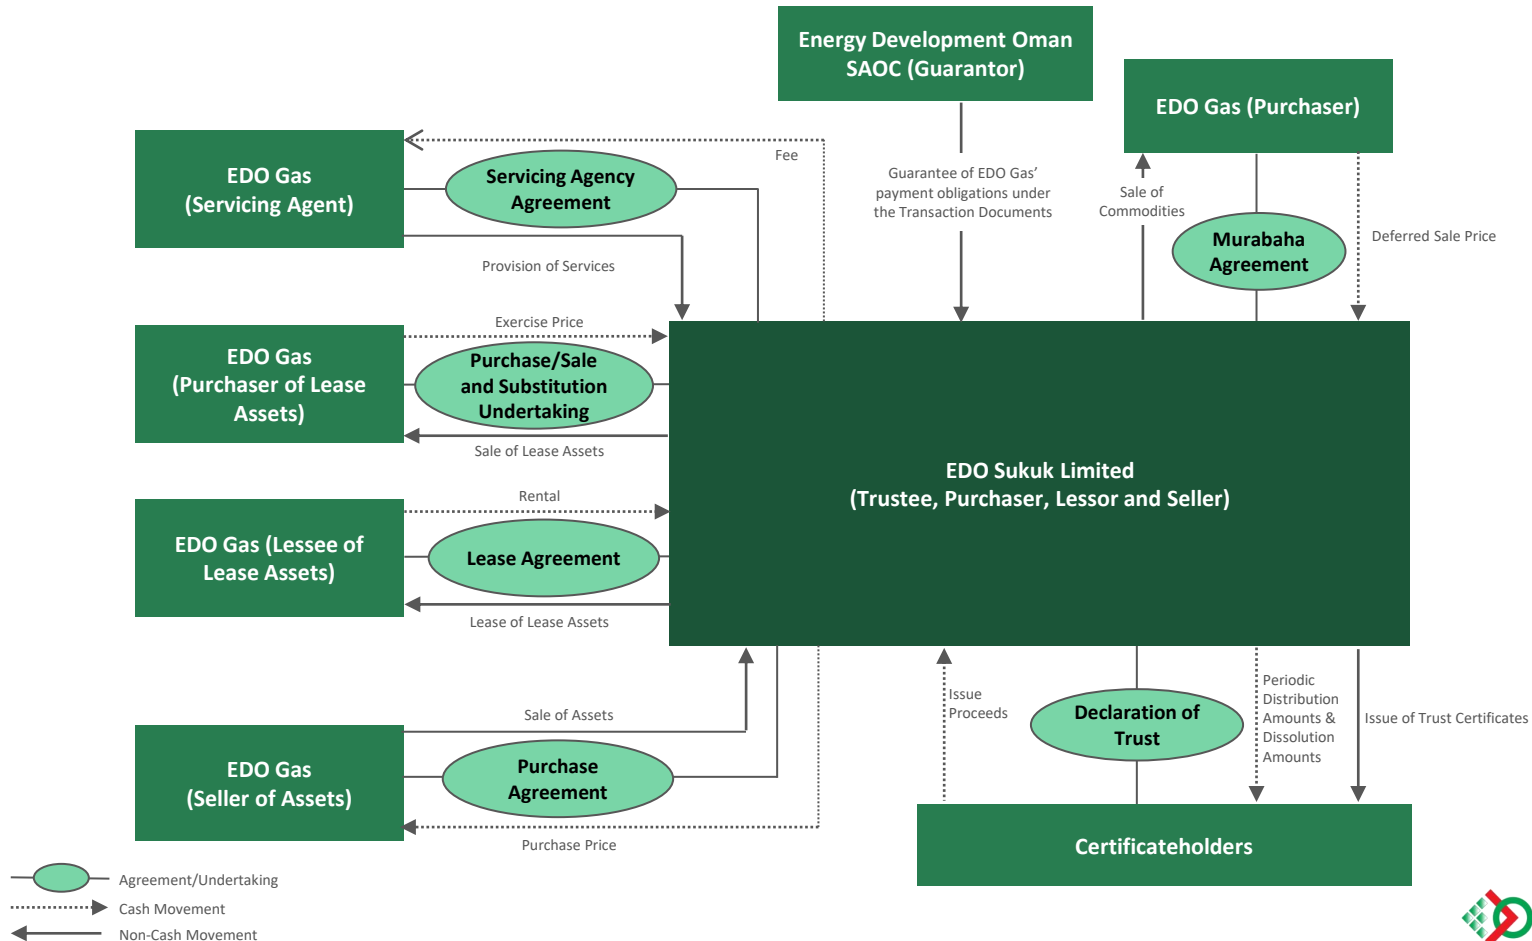 Energy Development Oman
SAOC (Guarantor)
EDO Gas (Purchaser)
Fee
EDO Gas
(Servicing Agent)
Servicing Agency
Agreement
Provision of Services
Guarantee of EDO Gas’
payment obligations under
the Transaction Documents
Sale of
Commodities
Murabaha
Agreement
Deferred Sale Price
Exercise Price
EDO Gas
(Purchaser of Lease
Assets)
Purchase/Sale
and Substitution
Undertaking
Sale of Lease Assets
EDO Sukuk Limited
(Trustee, Purchaser, Lessor and Seller)
Rental
EDO Gas (Lessee of
Lease Assets)
Lease Agreement
Lease of Lease Assets
Sale of Assets
EDO Gas
(Seller of Assets)
Purchase
Agreement
Purchase Price
Issue
Proceeds
Declaration of
Trust
Periodic
Distribution
Amounts &
Dissolution
Amounts
Issue of Trust Certificates
Certificateholders
Agreement/Undertaking
Cash Movement
Non-Cash Movement